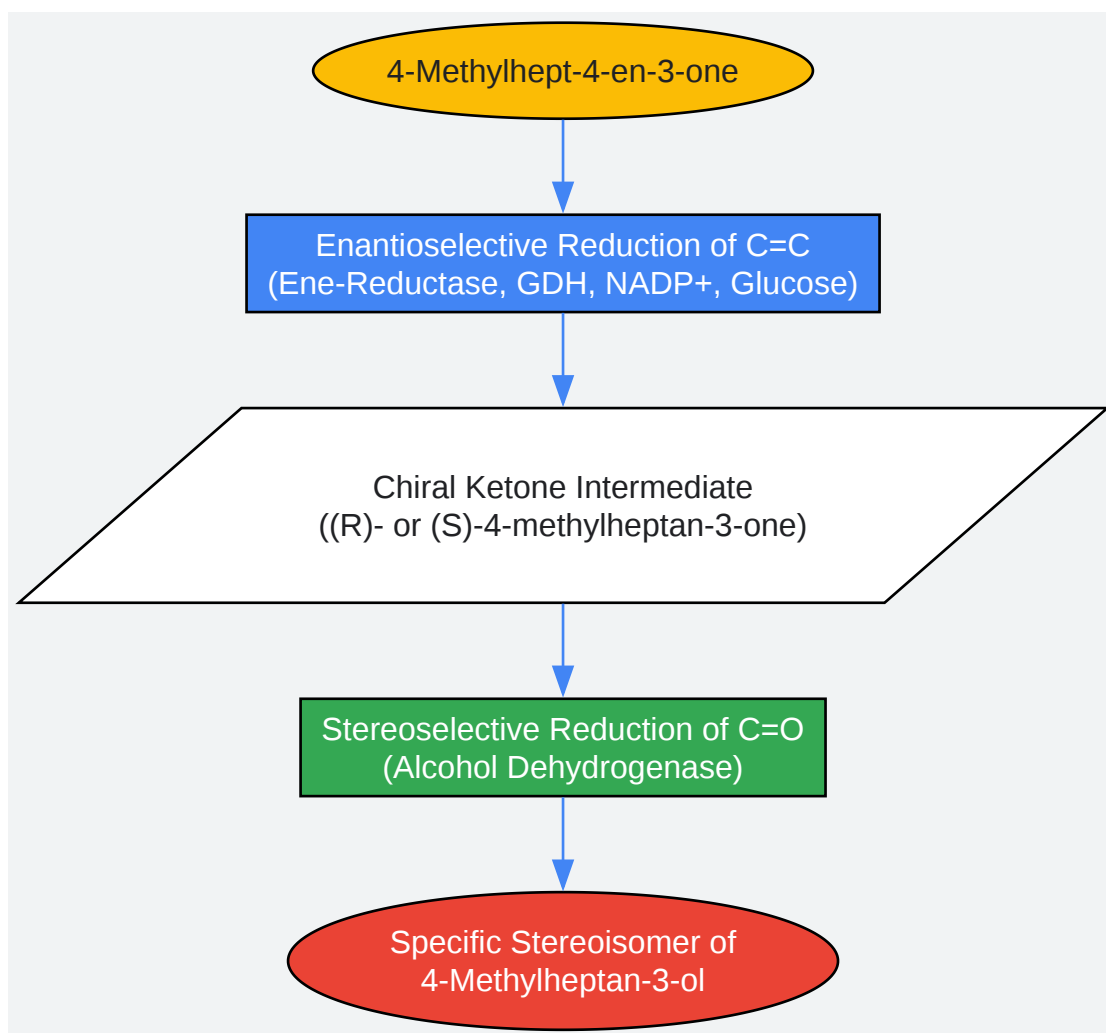 4-Methylhept-4-en-3-one
Enantioselective Reduction of C=C
(Ene-Reductase, GDH, NADP+, Glucose)
Chiral Ketone Intermediate
((R)- or (S)-4-methylheptan-3-one)
Stereoselective Reduction of C=O
(Alcohol Dehydrogenase)
Specific Stereoisomer of
4-Methylheptan-3-ol